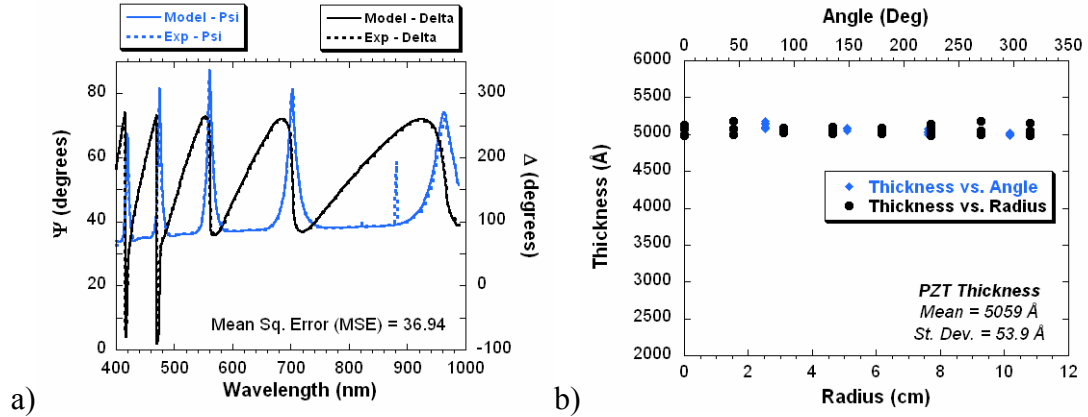 Model - Psi
Exp - Psi
Model - Delta
Exp - Delta
80
60
40
20
0
Ψ (degrees)
300
200
100
0
-100
Δ (degrees)
Mean Sq. Error (MSE) = 36.94
400 500 600 700 800 900 1000
Wavelength (nm)
a)
Angle (Deg)
0 50 100 150 200 250 300 350
6000
5500
5000
4500
4000
3500
3000
2500
2000
Thickness (Å)
Thickness vs. Angle
Thickness vs. Radius
PZT Thickness
Mean = 5059 Å
St. Dev. = 53.9 Å
0 2 4 6 8 10 12
Radius (cm)
b)